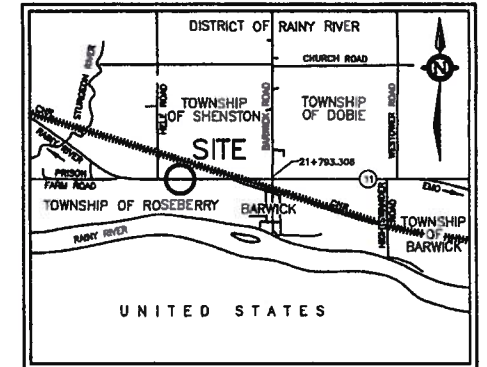 DISTRICT OF RAINY RIVER
CHURCH ROAD
N
STURGEON RIVER
HELE ROAD
BARWICK ROAD
WESTOVER ROAD
TOWNSHIP
OF SHENSTON
TOWNSHIP
OF DOBIE
CNR
RAINY RIVER
SITE
21+793.308
PRISON
FARM ROAD
11
EMO
TOWNSHIP OF ROSEBERRY
BARWICK
CNR
ROAD
TOWNSHIP
OF
BARWICK
RAINY RIVER
UNITED STATES